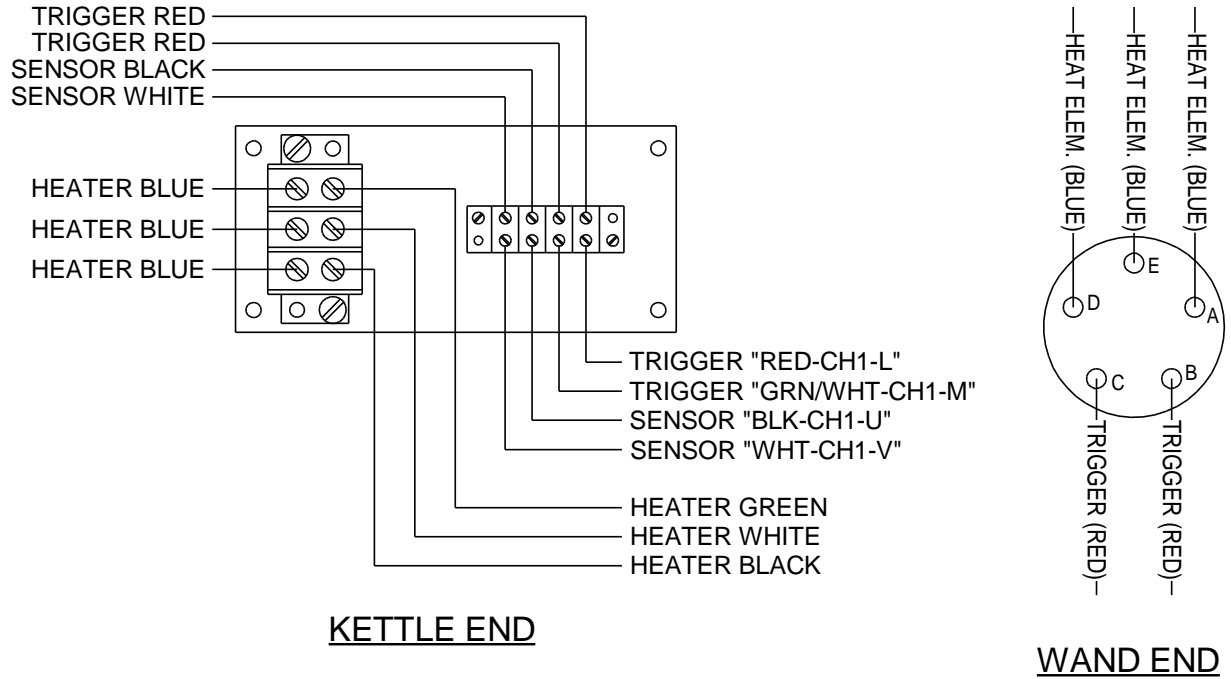 TRIGGER RED
TRIGGER RED
SENSOR BLACK
SENSOR WHITE
HEATER BLUE
HEATER BLUE
HEATER BLUE
TRIGGER "RED-CH1-L"
TRIGGER "GRN/WHT-CH1-M"
SENSOR "BLK-CH1-U"
SENSOR "WHT-CH1-V"
HEATER GREEN
HEATER WHITE
HEATER BLACK
KETTLE END
HEAT ELEM. (BLUE)
HEAT ELEM. (BLUE)
HEAT ELEM. (BLUE)
E
D
A
C
B
TRIGGER (RED)
TRIGGER (RED)
WAND END